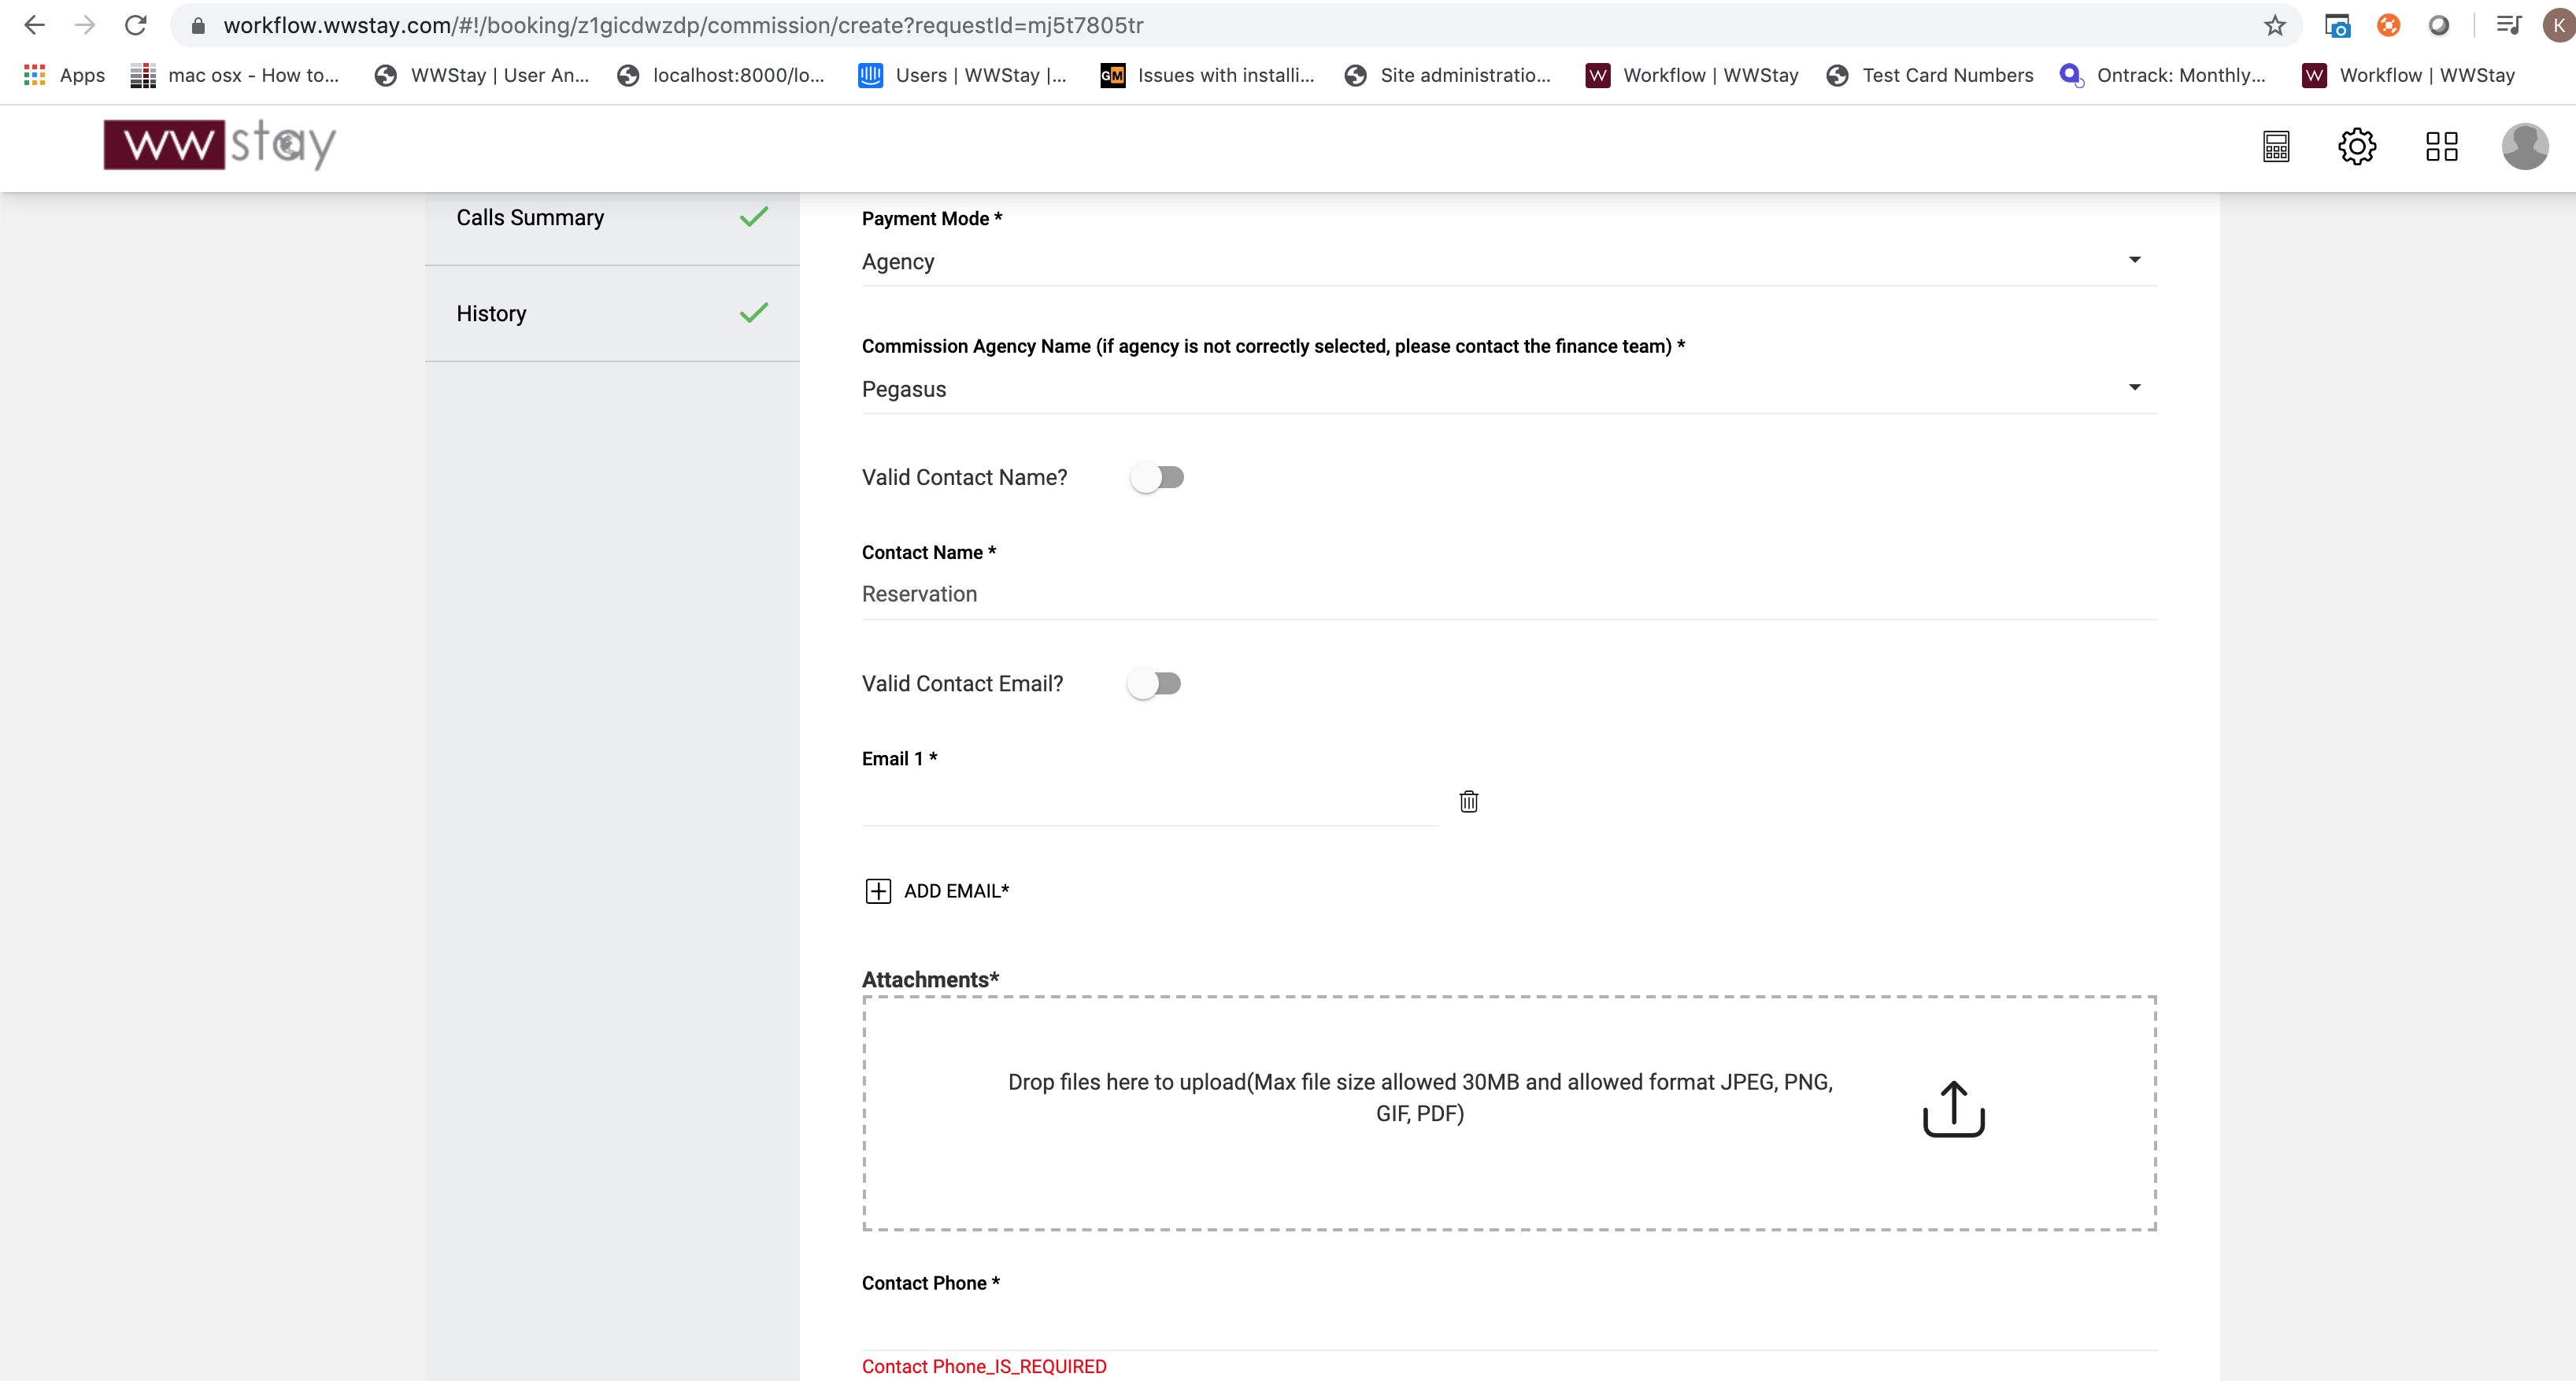 workflow.wwstay.com/#!/booking/z1gicdwzdp/commission/create?requestId=mj5t7805tr
K
Apps
mac osx - How to...
WWStay | User An...
localhost:8000/lo...
Users | WWStay |...
GM
Issues with installi...
Site administratio...
W
Workflow | WWStay
Test Card Numbers
Ontrack: Monthly...
W
Workflow | WWStay
wwstay
Calls Summary
History
Payment Mode *
Agency
Commission Agency Name (if agency is not correctly selected, please contact the finance team) *
Pegasus
Valid Contact Name?
Contact Name *
Reservation
Valid Contact Email?
Email 1 *
ADD EMAIL*
Attachments*
Drop files here to upload(Max file size allowed 30MB and allowed format JPEG, PNG,
GIF, PDF)
Contact Phone *
Contact Phone_IS_REQUIRED